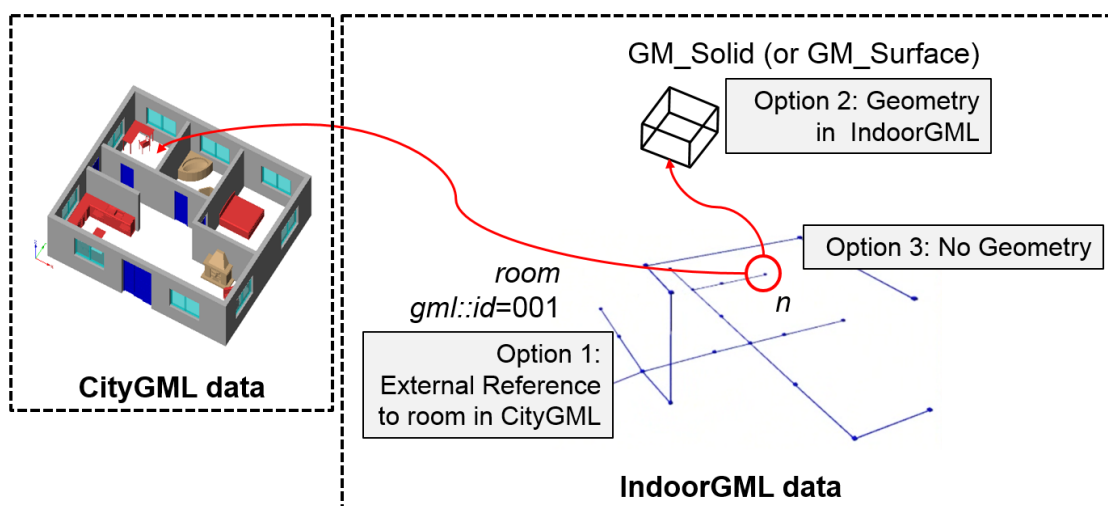 GM_Solid (or GM_Surface)
Option 2: Geometry
in IndoorGML
Option 3: No Geometry
room
gml::id=001
n
Option 1:
External Reference
to room in CityGML
CityGML data
IndoorGML data